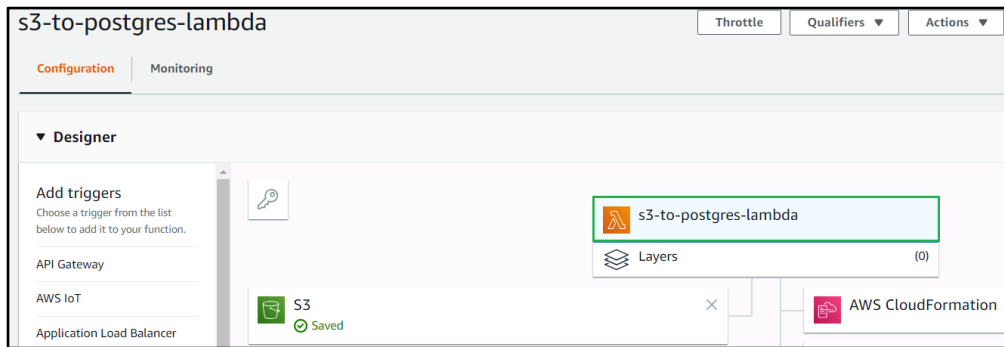 s3-to-postgres-lambda
Throttle
Qualifiers
Actions
Configuration
Monitoring
Designer
Add triggers
Choose a trigger from the list
below to add it to your function.
API Gateway
AWS IoT
Application Load Balancer
s3-to-postgres-lambda
Layers
(0)
S3
Saved
AWS CloudFormation